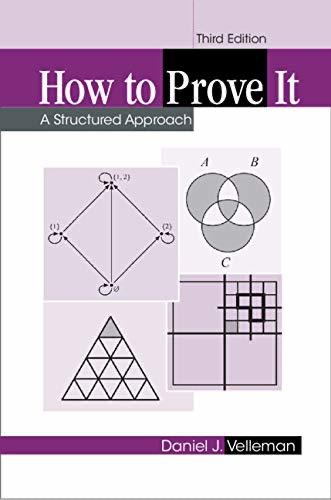 Third Edition
How to Prove It
A Structured Approach
A B
{1, 2}
{1} {2}
C
∅
Daniel J. Velleman